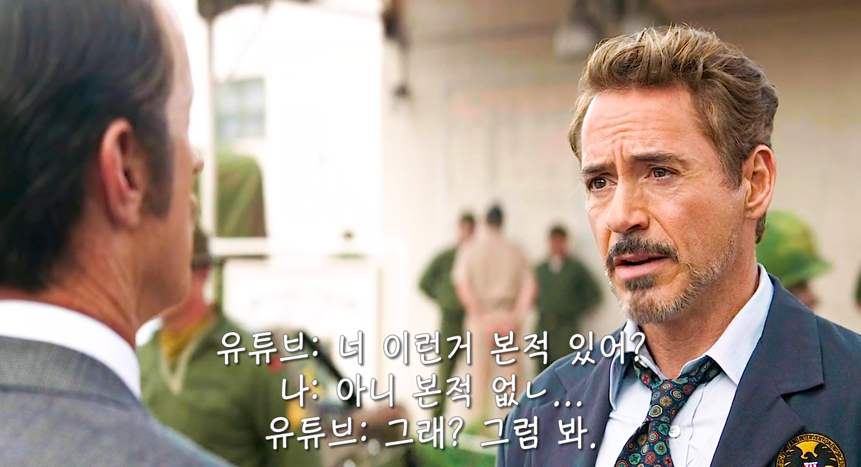 유튜브: 너 이런거 본적 있어?
나: 아니 본적 없ㄴ...
유튜브: 그래? 그럼 봐.